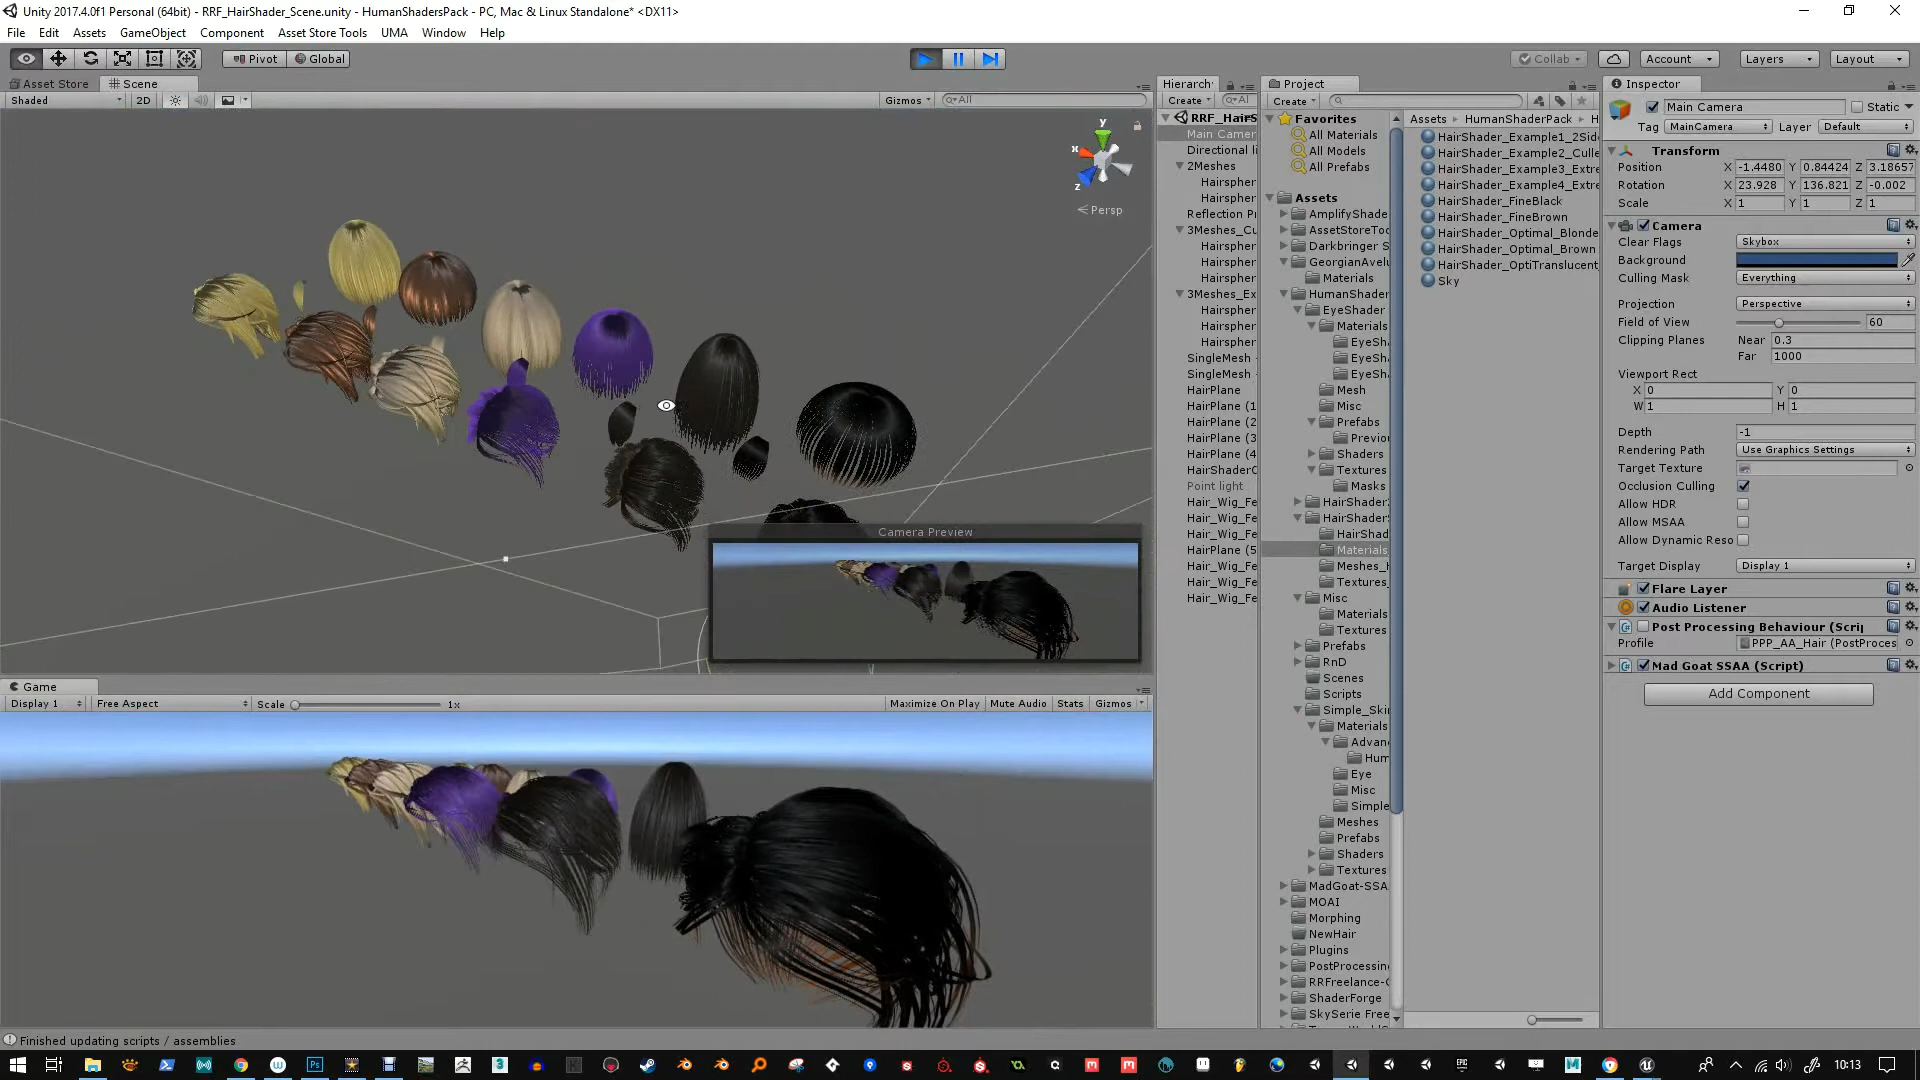 Unity 2017.4.0f1 Personal (64bit) - RRF_HairShader_Scene.unity - HumanShadersPack - PC, Mac & Linux Standalone* <DX11>
File Edit Assets GameObject Component Asset Store Tools UMA Window Help
Pivot Global
Collab Account Layers Layout
Asset Store Scene
Shaded 2D Gizmos All
y
x
z
Persp
Camera Preview
Game
Display 1 Free Aspect Scale 1x Maximize On Play Mute Audio Stats Gizmos
Finished updating scripts / assemblies
Hierarchy
Create
RRF_HairS
Main Camer
Directional li
2Meshes
Hairspher
Hairspher
Reflection Pr
3Meshes_Cu
Hairspher
Hairspher
Hairspher
3Meshes_Ex
Hairspher
Hairspher
Hairspher
SingleMesh
SingleMesh
HairPlane
HairPlane (1
HairPlane (2
HairPlane (3
HairPlane (4
HairShaderC
Point light
Hair_Wig_Fe
Hair_Wig_Fe
Hair_Wig_Fe
HairPlane (5
Hair_Wig_Fe
Hair_Wig_Fe
Hair_Wig_Fe
Project
Create
Favorites
All Materials
All Models
All Prefabs
Assets
AmplifyShade
AssetStoreToo
Darkbringer S
GeorgianAvelu
Materials
HumanShader
EyeShader
Materials
EyeSh
EyeSh
EyeSh
Mesh
Misc
Prefabs
Previo
Shaders
Textures
Masks
HairShader
HairShader
HairShad
Materials
Meshes_H
Textures_
Misc
Materials
Textures
Prefabs
RnD
Scenes
Scripts
Simple_Skin
Materials
Advan
Hum
Eye
Misc
Simple
Meshes
Prefabs
Shaders
Textures
MadGoat-SSA
MOAI
Morphing
NewHair
Plugins
PostProcessing
RRFreelance-C
ShaderForge
SkySerie Free
Assets HumanShaderPack H
HairShader_Example1_2Side
HairShader_Example2_Culle
HairShader_Example3_Extre
HairShader_Example4_Extre
HairShader_FineBlack
HairShader_FineBrown
HairShader_Optimal_Blonde
HairShader_Optimal_Brown
HairShader_OptiTranslucent
Sky
Inspector
Main Camera Static
Tag MainCamera Layer Default
Transform
Position X -1.4480 Y 0.84424 Z 3.18657
Rotation X 23.928 Y 136.821 Z -0.002
Scale X 1 Y 1 Z 1
Camera
Clear Flags Skybox
Background
Culling Mask Everything
Projection Perspective
Field of View 60
Clipping Planes Near 0.3
Far 1000
Viewport Rect
X 0 Y 0
W 1 H 1
Depth -1
Rendering Path Use Graphics Settings
Target Texture
Occlusion Culling
Allow HDR
Allow MSAA
Allow Dynamic Reso
Target Display Display 1
Flare Layer
Audio Listener
Post Processing Behaviour (Scrip
Profile PPP_AA_Hair (PostProces
Mad Goat SSAA (Script)
Add Component
10:13